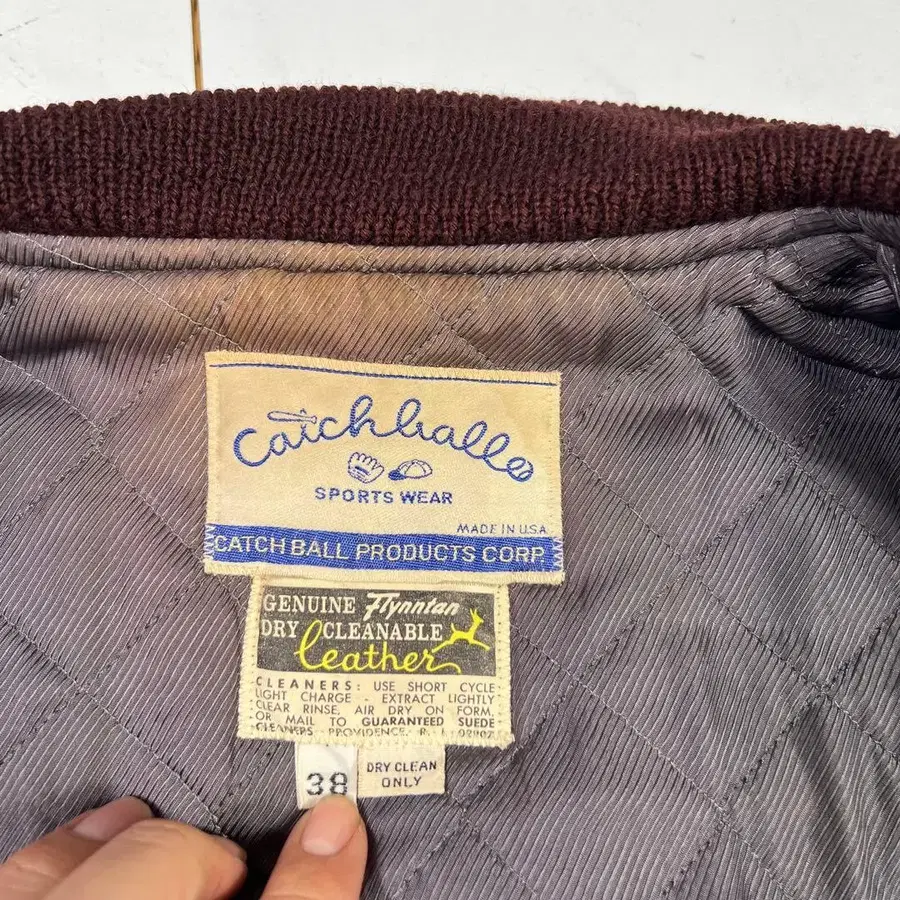 Catchball
SPORTS WEAR
MADE IN U.S.A.
CATCH BALL PRODUCTS CORP.
GENUINE Flynntan
DRY CLEANABLE
leather
CLEANERS: USE SHORT CYCLE
LIGHT CHARGE - EXTRACT LIGHTLY
CLEAR RINSE, AIR DRY ON FORM,
OR MAIL TO GUARANTEED SUEDE
CLEANERS PROVIDENCE, R. I. 02907
38
DRY CLEAN
ONLY